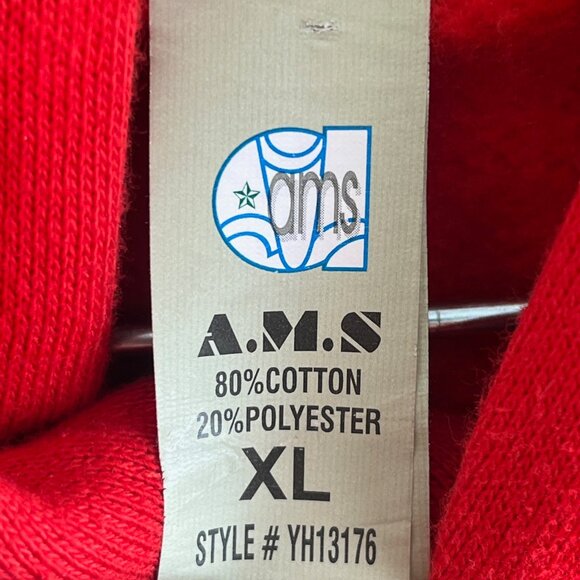 ams
A.M.S
80%COTTON
20%POLYESTER
XL
STYLE # YH13176